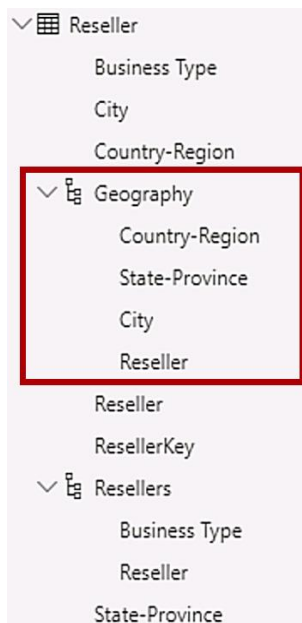 Reseller
Business Type
City
Country-Region
Geography
Country-Region
State-Province
City
Reseller
Reseller
ResellerKey
Resellers
Business Type
Reseller
State-Province